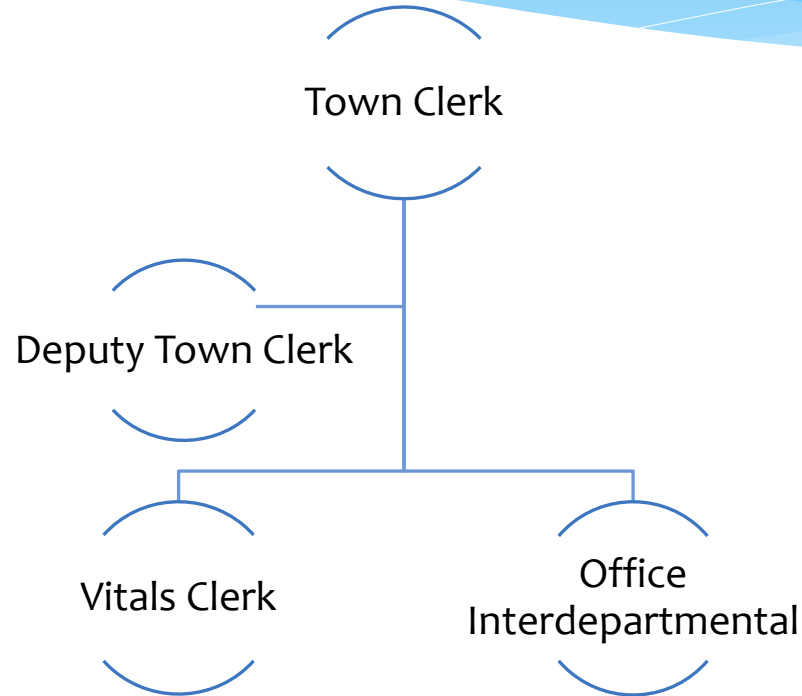 Town Clerk
Deputy Town Clerk
Vitals Clerk
Office
Interdepartmental